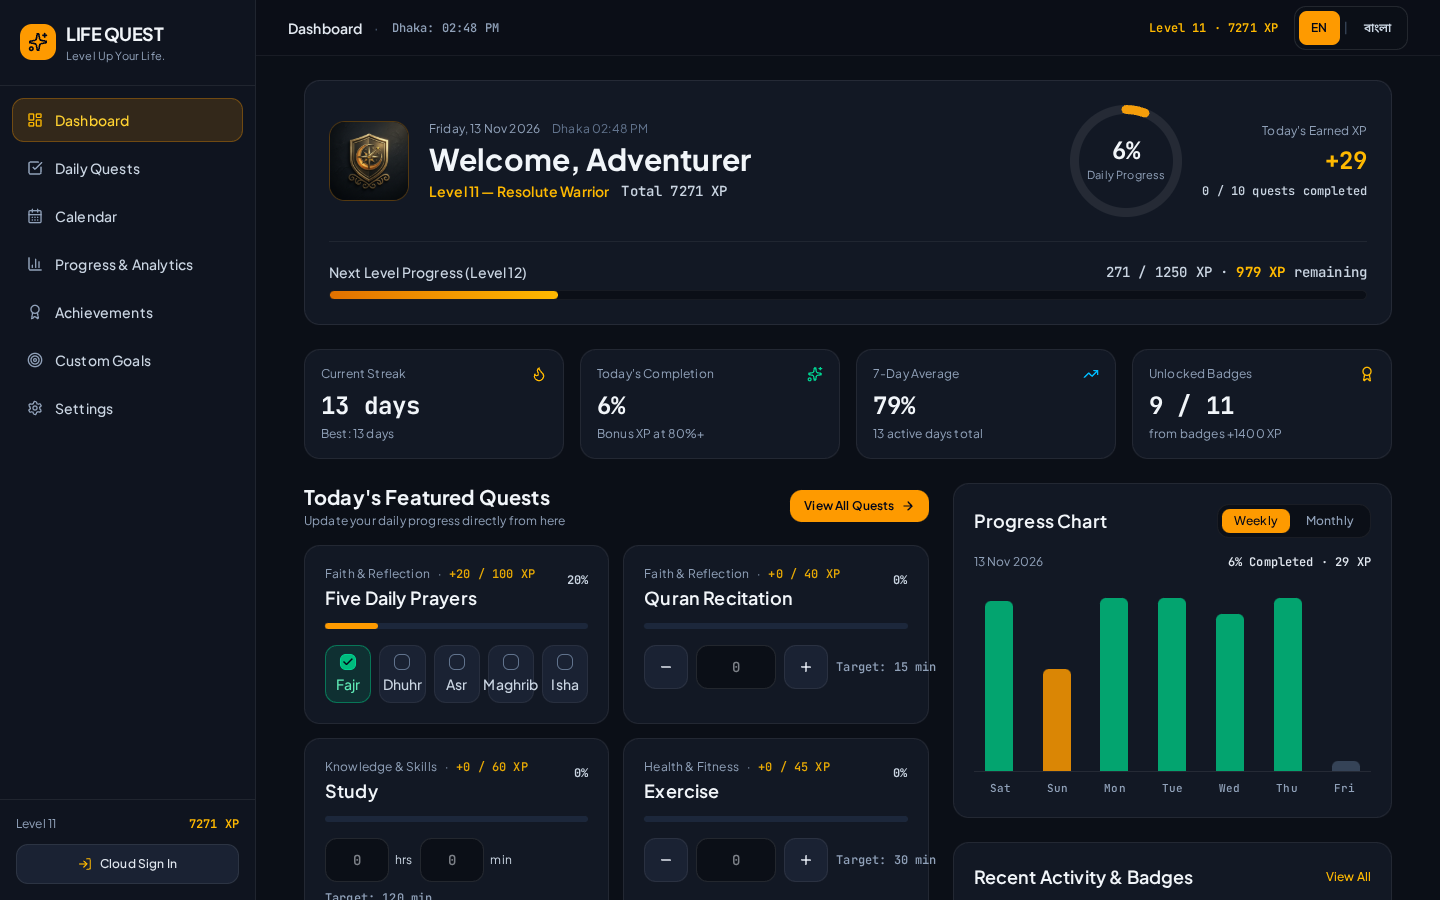 LIFE QUEST
Level Up Your Life.
Dashboard
Daily Quests
Calendar
Progress & Analytics
Achievements
Custom Goals
Settings
Level 11
7271 XP
Cloud Sign In
Dashboard · Dhaka: 02:48 PM
Level 11 · 7271 XP
EN | বাংলা
Friday, 13 Nov 2026 Dhaka 02:48 PM
Welcome, Adventurer
Level 11 — Resolute Warrior Total 7271 XP
6%
Daily Progress
Today's Earned XP
+29
0 / 10 quests completed
Next Level Progress (Level 12)
271 / 1250 XP · 979 XP remaining
Current Streak
13 days
Best: 13 days
Today's Completion
6%
Bonus XP at 80%+
7-Day Average
79%
13 active days total
Unlocked Badges
9 / 11
from badges +1400 XP
Today's Featured Quests
Update your daily progress directly from here
View All Quests
Faith & Reflection · +20 / 100 XP
20%
Five Daily Prayers
Fajr
Dhuhr
Asr
Maghrib
Isha
Faith & Reflection · +0 / 40 XP
0%
Quran Recitation
− 0 + Target: 15 min
Knowledge & Skills · +0 / 60 XP
0%
Study
0 hrs 0 min
Target: 120 min
Health & Fitness · +0 / 45 XP
0%
Exercise
− 0 + Target: 30 min
Progress Chart
Weekly Monthly
13 Nov 2026
6% Completed · 29 XP
Sat Sun Mon Tue Wed Thu Fri
Recent Activity & Badges
View All